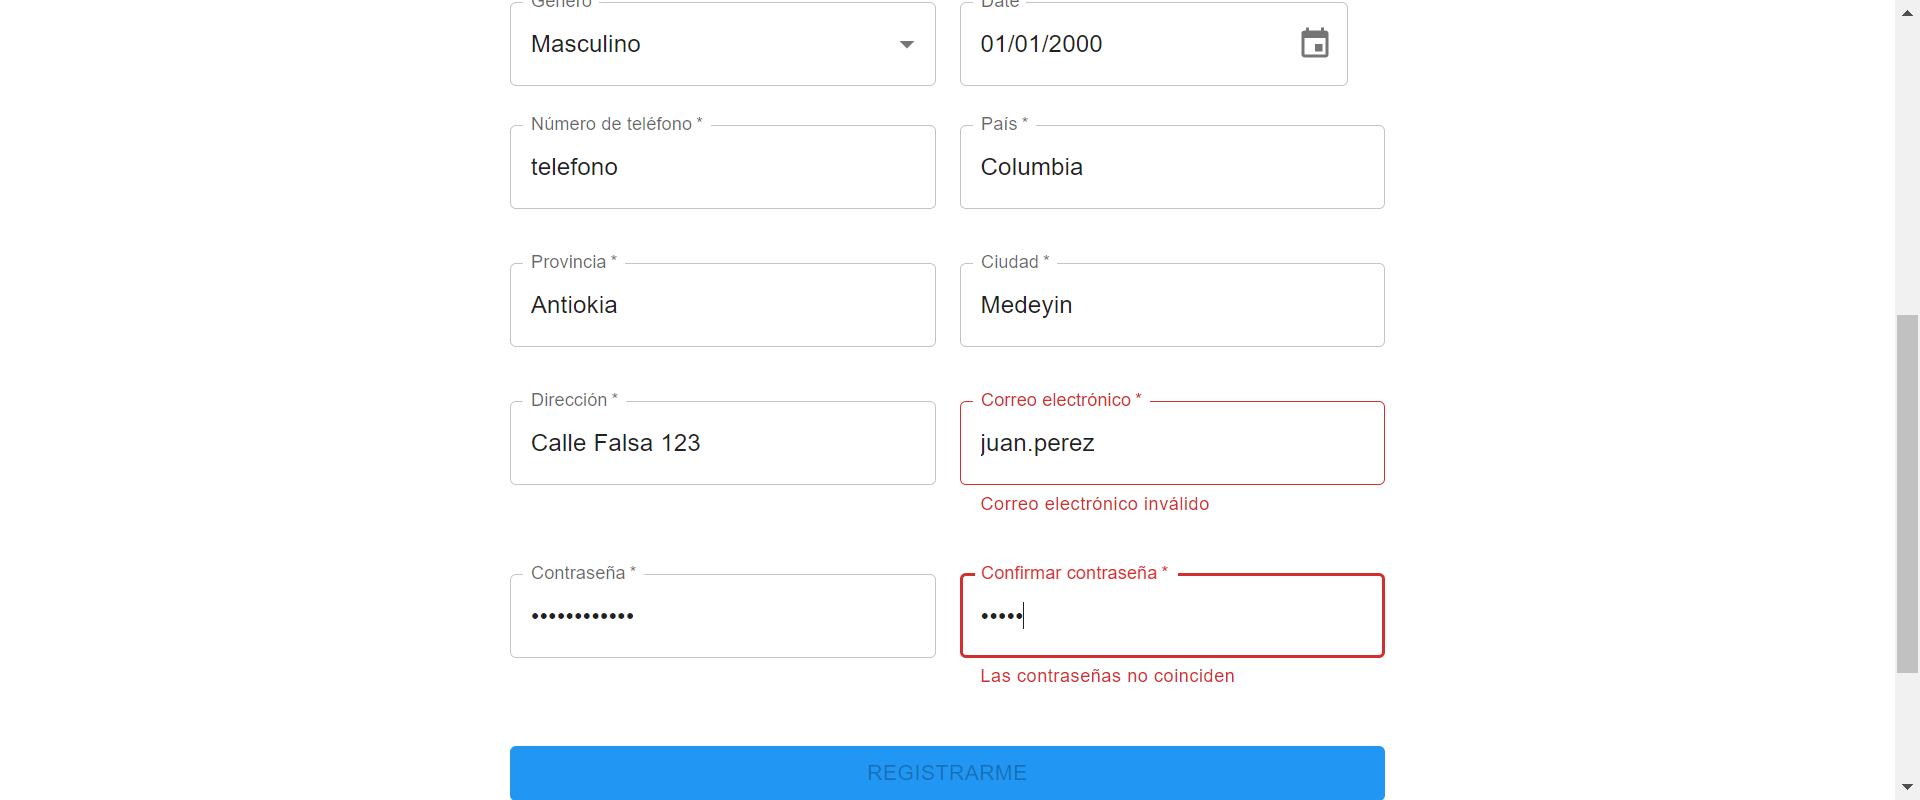 Género
Date
Masculino
01/01/2000
Número de teléfono *
País *
telefono
Columbia
Provincia *
Ciudad *
Antiokia
Medeyin
Dirección *
Correo electrónico *
Calle Falsa 123
juan.perez
Correo electrónico inválido
Contraseña *
Confirmar contraseña *
••••••••••••
•••••
Las contraseñas no coinciden
REGISTRARME